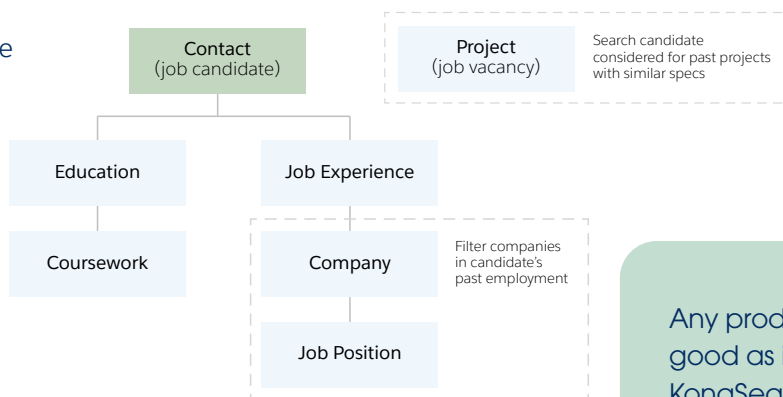 e
Contact
(job candidate)
Project
(job vacancy)
Search candidate
considered for past projects
with similar specs
Education
Job Experience
Coursework
Company
Filter companies
in candidate's
past employment
Job Position
Any prod
good as
KongSea